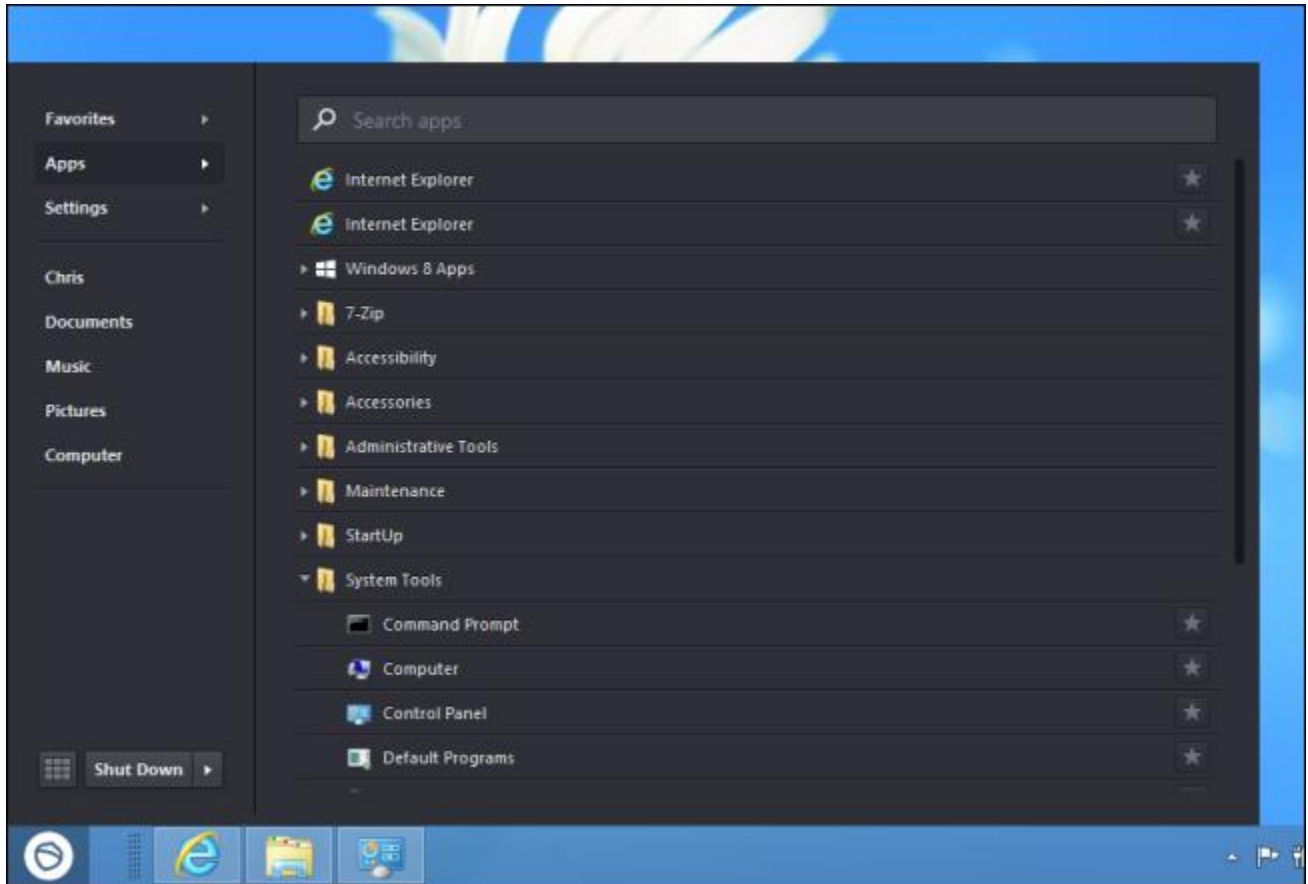 Favorites
Apps
Settings
Chris
Documents
Music
Pictures
Computer
Shut Down
Search apps
Internet Explorer
Internet Explorer
Windows 8 Apps
7-Zip
Accessibility
Accessories
Administrative Tools
Maintenance
StartUp
System Tools
Command Prompt
Computer
Control Panel
Default Programs